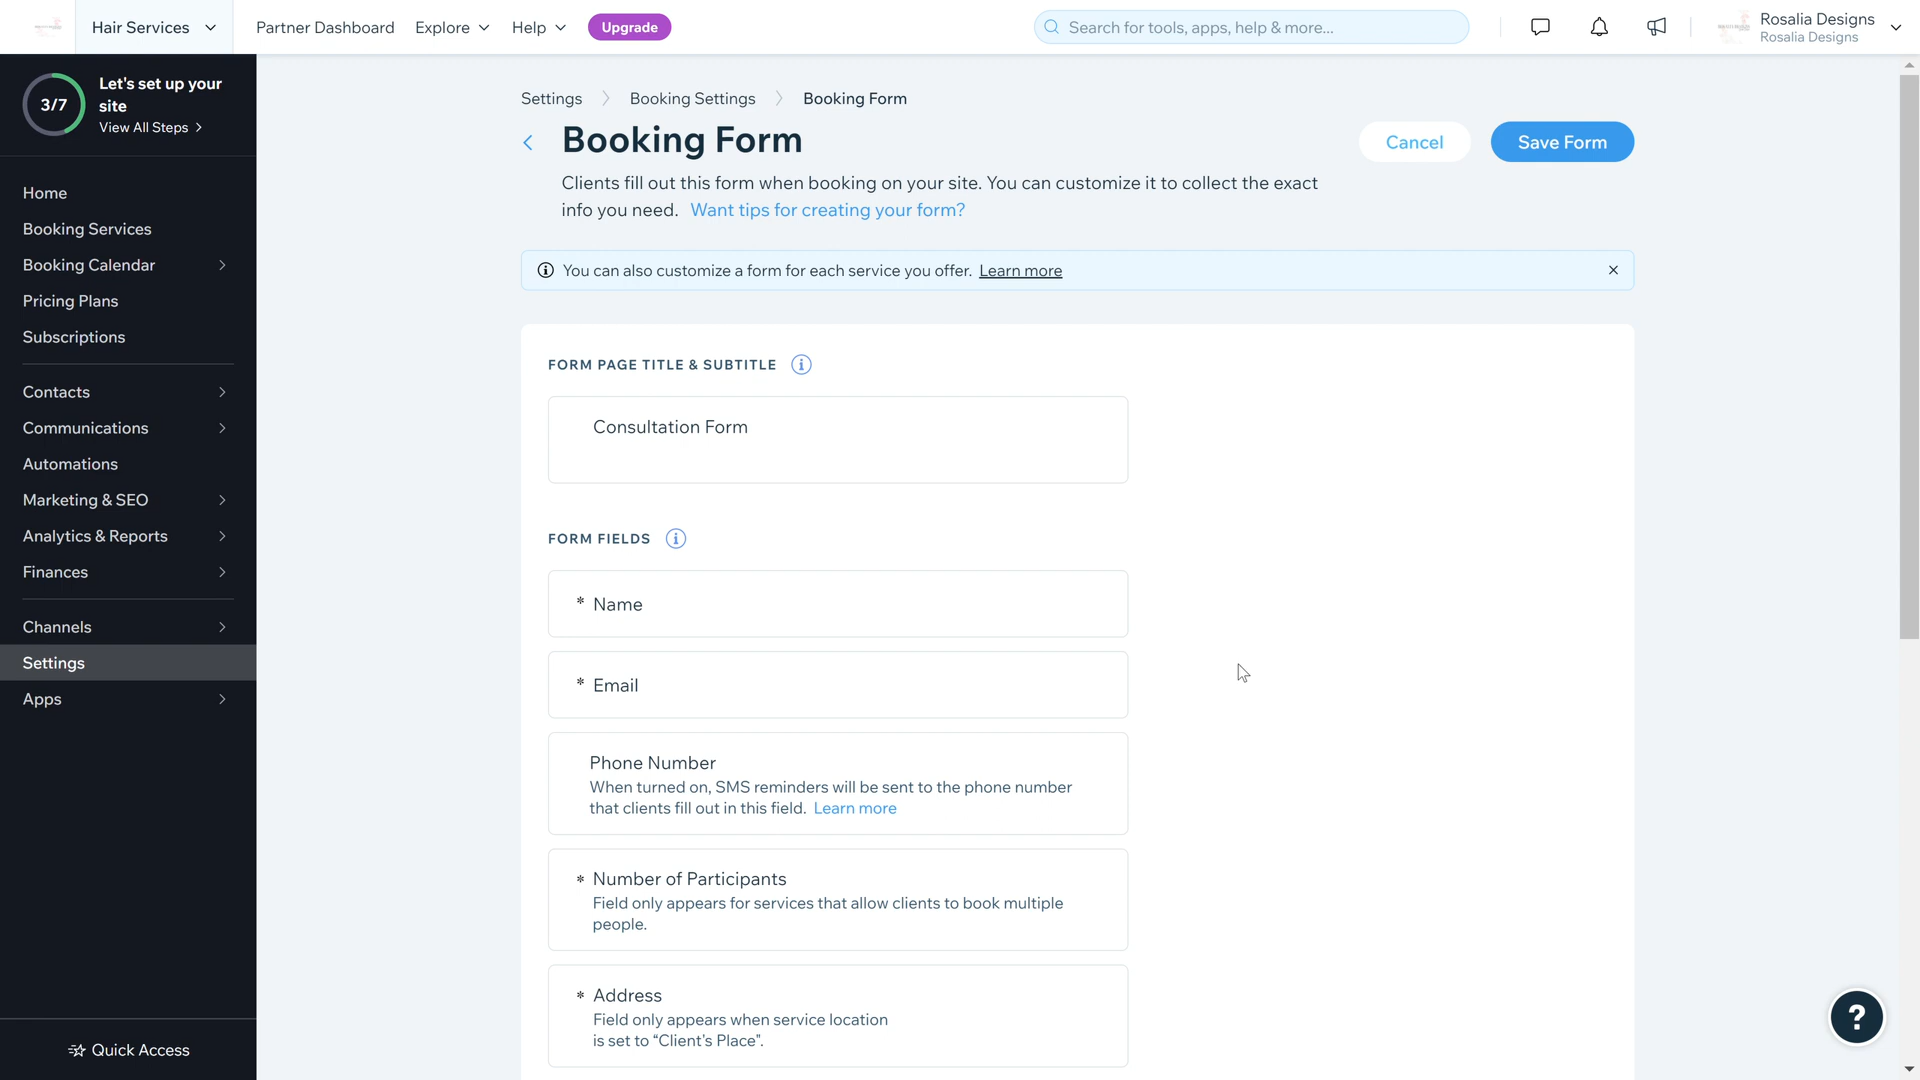 Hair Services
Partner Dashboard
Explore
Help
Upgrade
Search for tools, apps, help & more...
Rosalia Designs
Rosalia Designs
3/7
Let's set up your
site
View All Steps
Home
Booking Services
Booking Calendar
Pricing Plans
Subscriptions
Contacts
Communications
Automations
Marketing & SEO
Analytics & Reports
Finances
Channels
Settings
Apps
Quick Access
Settings
Booking Settings
Booking Form
Booking Form
Cancel
Save Form
Clients fill out this form when booking on your site. You can customize it to collect the exact
info you need. Want tips for creating your form?
You can also customize a form for each service you offer. Learn more
FORM PAGE TITLE & SUBTITLE
Consultation Form
FORM FIELDS
* Name
* Email
Phone Number
When turned on, SMS reminders will be sent to the phone number
that clients fill out in this field. Learn more
* Number of Participants
Field only appears for services that allow clients to book multiple
people.
* Address
Field only appears when service location
is set to “Client’s Place”.
?